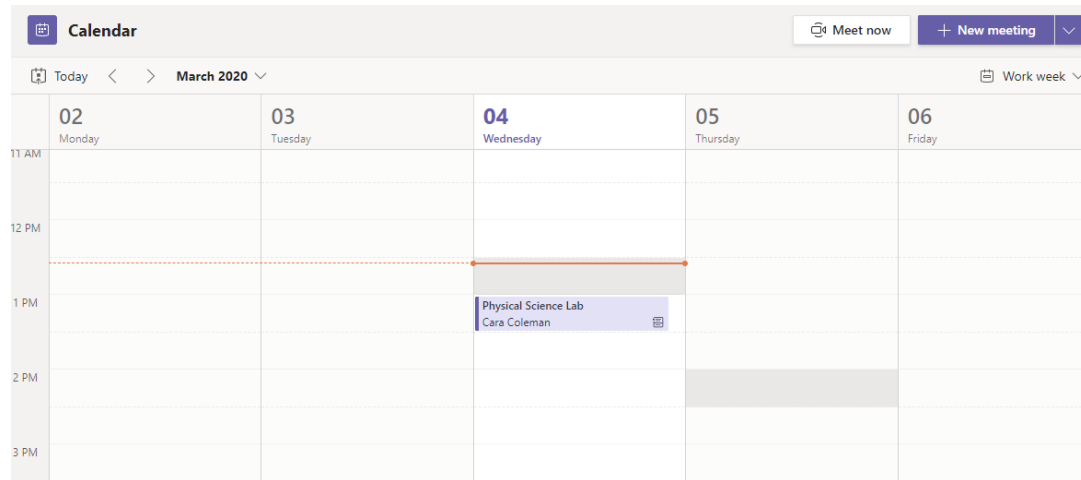 Calendar
Meet now
+ New meeting
Today
March 2020
Work week
02
Monday
03
Tuesday
04
Wednesday
05
Thursday
06
Friday
11 AM
12 PM
1 PM
Physical Science Lab
Cara Coleman
2 PM
3 PM